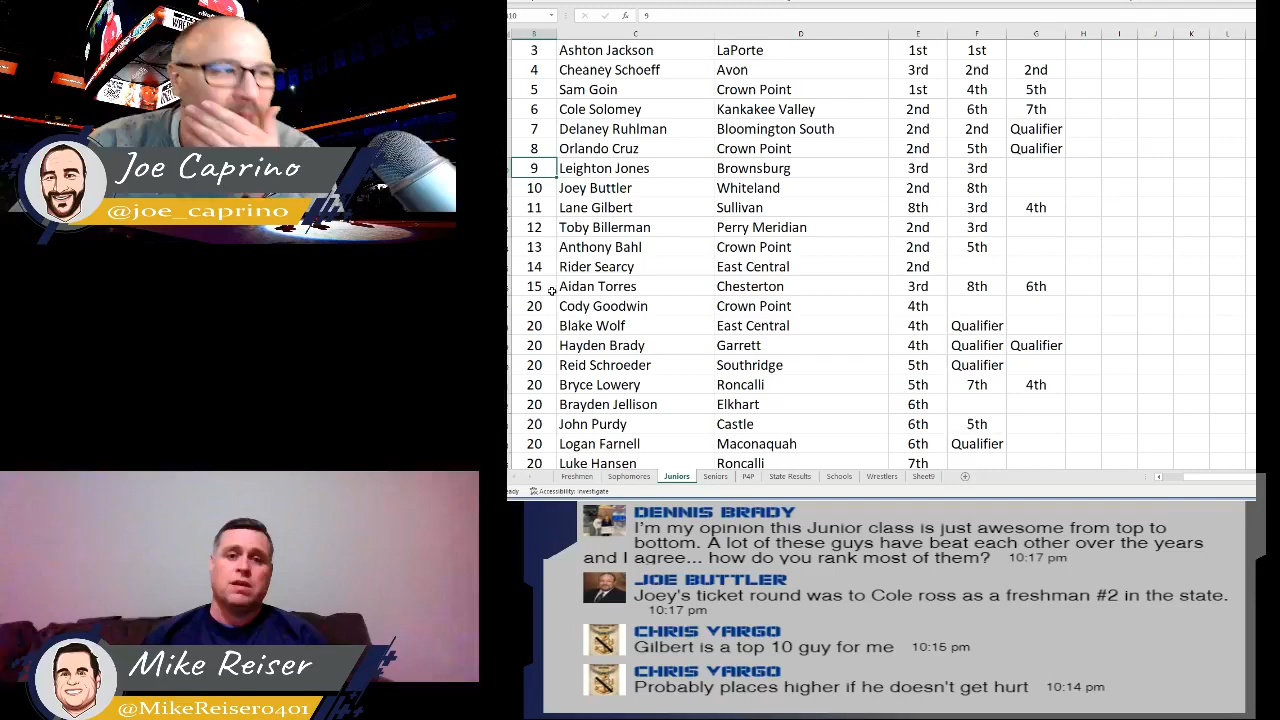 Joe Caprino
@joe_caprino
Mike Reiser
@MikeReiser0401
B10 fx 9
B C D E F G H I J K L
3 Ashton Jackson LaPorte 1st 1st
4 Cheaney Schoeff Avon 3rd 2nd 2nd
5 Sam Goin Crown Point 1st 4th 5th
6 Cole Solomey Kankakee Valley 2nd 6th 7th
7 Delaney Ruhlman Bloomington South 2nd 2nd Qualifier
8 Orlando Cruz Crown Point 2nd 5th Qualifier
9 Leighton Jones Brownsburg 3rd 3rd
10 Joey Buttler Whiteland 2nd 8th
11 Lane Gilbert Sullivan 8th 3rd 4th
12 Toby Billerman Perry Meridian 2nd 3rd
13 Anthony Bahl Crown Point 2nd 5th
14 Rider Searcy East Central 2nd
15 Aidan Torres Chesterton 3rd 8th 6th
20 Cody Goodwin Crown Point 4th
20 Blake Wolf East Central 4th Qualifier
20 Hayden Brady Garrett 4th Qualifier Qualifier
20 Reid Schroeder Southridge 5th Qualifier
20 Bryce Lowery Roncalli 5th 7th 4th
20 Brayden Jellison Elkhart 6th
20 John Purdy Castle 6th 5th
20 Logan Farnell Maconaquah 6th Qualifier
20 Luke Hansen Roncalli 7th
Freshmen Sophomores Juniors Seniors P4P State Results Schools Wrestlers Sheet9
Accessibility: Investigate
DENNIS BRADY
I'm my opinion this Junior class is just awesome from top to
bottom. A lot of these guys have beat each other over the years
and I agree... how do you rank most of them? 10:17 pm
JOE BUTTLER
Joey's ticket round was to Cole ross as a freshman #2 in the state.
10:17 pm
CHRIS VARGO
Gilbert is a top 10 guy for me 10:15 pm
CHRIS VARGO
Probably places higher if he doesn't get hurt 10:14 pm